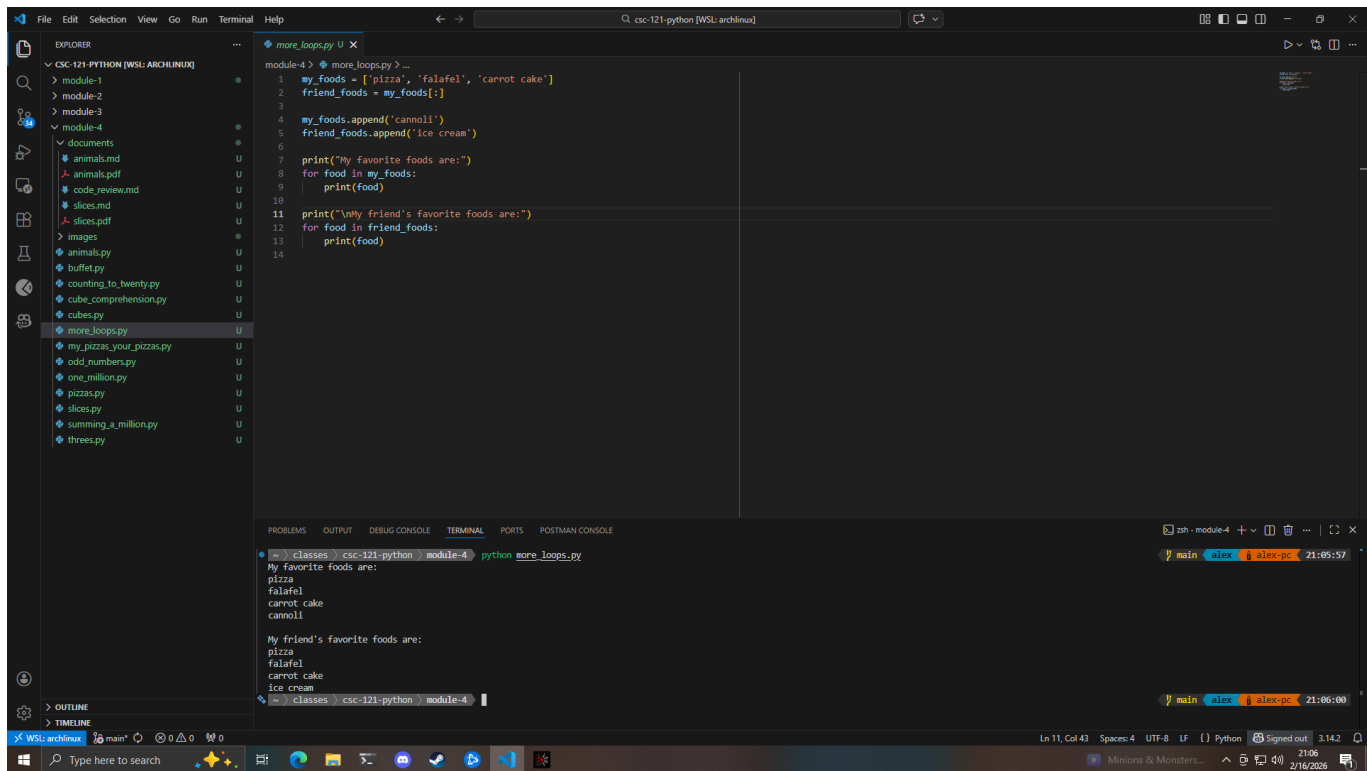 File Edit Selection View Go Run Terminal Help
csc-121-python [WSL: archlinux]
EXPLORER
CSC-121-PYTHON [WSL: ARCHLINUX]
module-1
module-2
module-3
module-4
documents
animals.md U
animals.pdf U
code_review.md U
slices.md U
slices.pdf U
images
animals.py U
buffet.py U
counting_to_twenty.py U
cube_comprehension.py U
cubes.py U
more_loops.py U
my_pizzas_your_pizzas.py U
odd_numbers.py U
one_million.py U
pizzas.py U
slices.py U
summing_a_million.py U
threes.py U
OUTLINE
TIMELINE
34
more_loops.py U
module-4 > more_loops.py > ...
1 my_foods = ['pizza', 'falafel', 'carrot cake']
2 friend_foods = my_foods[:]
3
4 my_foods.append('cannoli')
5 friend_foods.append('ice cream')
6
7 print("My favorite foods are:")
8 for food in my_foods:
9     print(food)
10
11 print("\nMy friend's favorite foods are:")
12 for food in friend_foods:
13     print(food)
14
PROBLEMS OUTPUT DEBUG CONSOLE TERMINAL PORTS POSTMAN CONSOLE
zsh - module-4
~ classes csc-121-python module-4 python more_loops.py main alex alex-pc 21:05:57
My favorite foods are:
pizza
falafel
carrot cake
cannoli
My friend's favorite foods are:
pizza
falafel
carrot cake
ice cream
~ classes csc-121-python module-4 main alex alex-pc 21:06:00
WSL: archlinux main* 0 0 0 Ln 11, Col 43 Spaces: 4 UTF-8 LF {} Python Signed out 3.14.2
Type here to search
Minions & Monsters...
21:06
2/16/2026
1